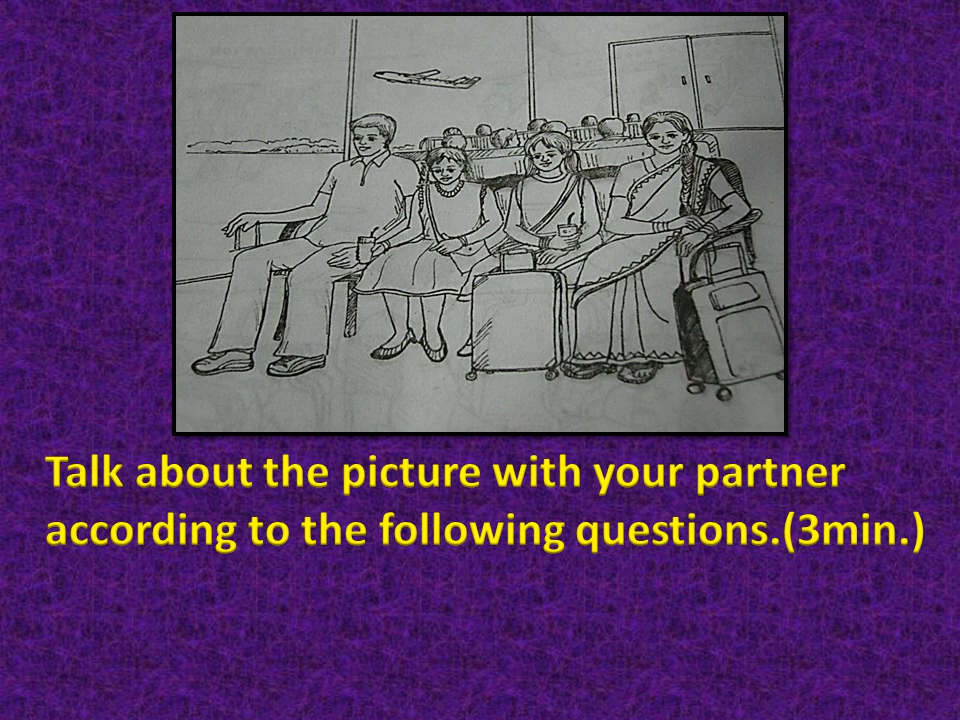 Talk about the picture with your partner
according to the following questions.(3min.)